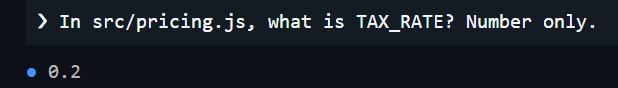 ❯ In src/pricing.js, what is TAX_RATE? Number only.
● 0.2